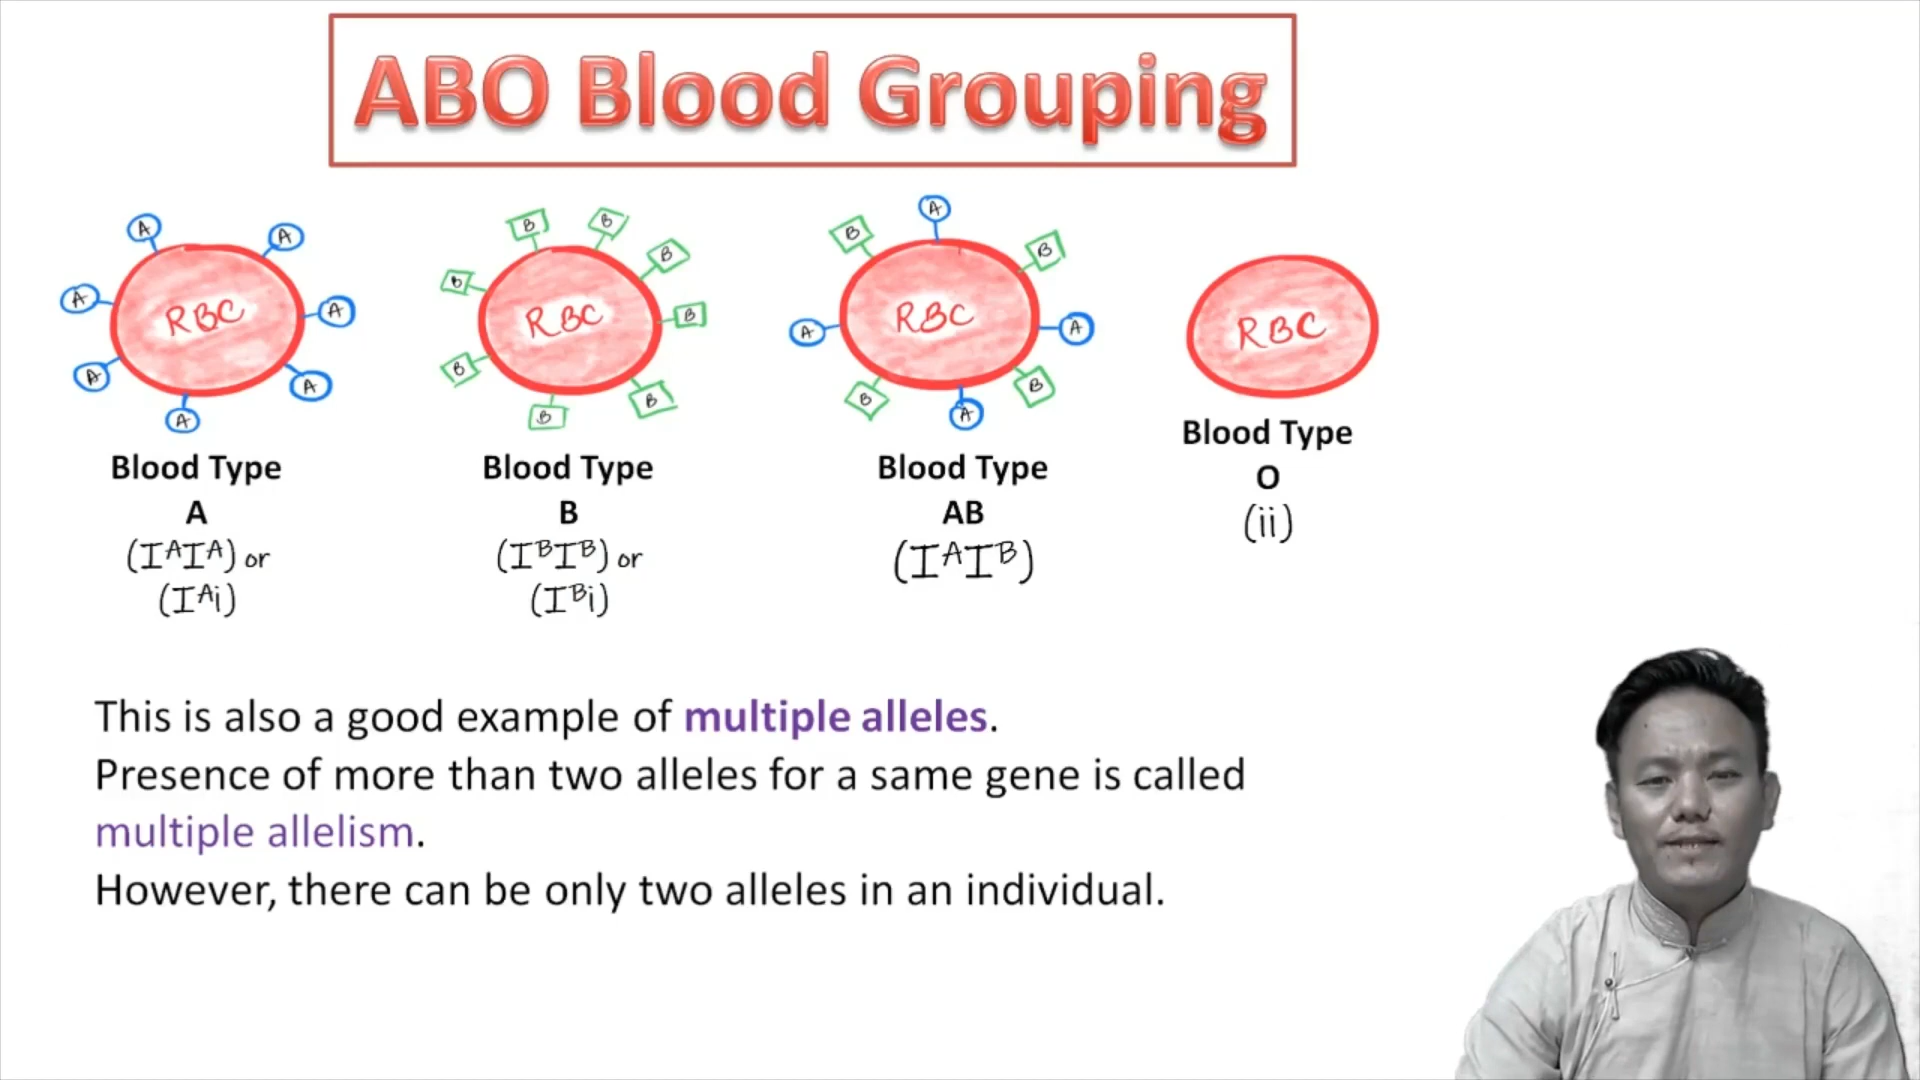 ABO Blood Grouping
A A A A A A A RBC
B B B B B B B B RBC
A B B A A B B A RBC
RBC
Blood Type
A
(IᴬIᴬ) or
(Iᴬi)
Blood Type
B
(IᴮIᴮ) or
(Iᴮi)
Blood Type
AB
(IᴬIᴮ)
Blood Type
O
(ii)
This is also a good example of multiple alleles.
Presence of more than two alleles for a same gene is called
multiple allelism.
However, there can be only two alleles in an individual.